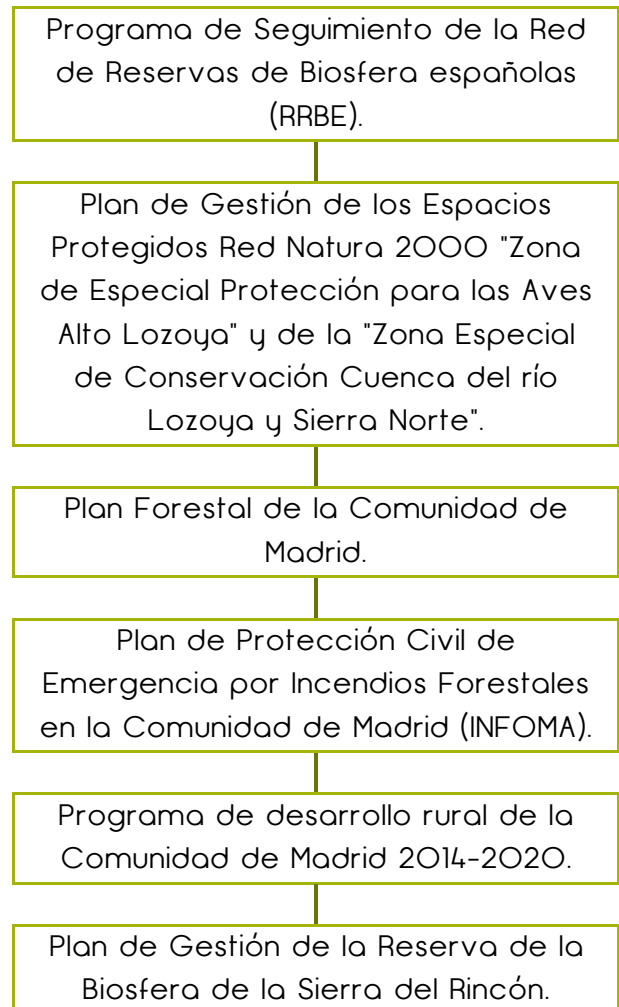 Programa de Seguimiento de la Red
de Reservas de Biosfera españolas
(RRBE).
Plan de Gestión de los Espacios
Protegidos Red Natura 2000 "Zona
de Especial Protección para las Aves
Alto Lozoya" y de la "Zona Especial
de Conservación Cuenca del río
Lozoya y Sierra Norte".
Plan Forestal de la Comunidad de
Madrid.
Plan de Protección Civil de
Emergencia por Incendios Forestales
en la Comunidad de Madrid (INFOMA).
Programa de desarrollo rural de la
Comunidad de Madrid 2014-2020.
Plan de Gestión de la Reserva de la
Biosfera de la Sierra del Rincón.